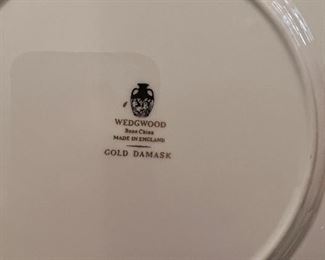 WEDGWOOD
Bone China
MADE IN ENGLAND
GOLD DAMASK